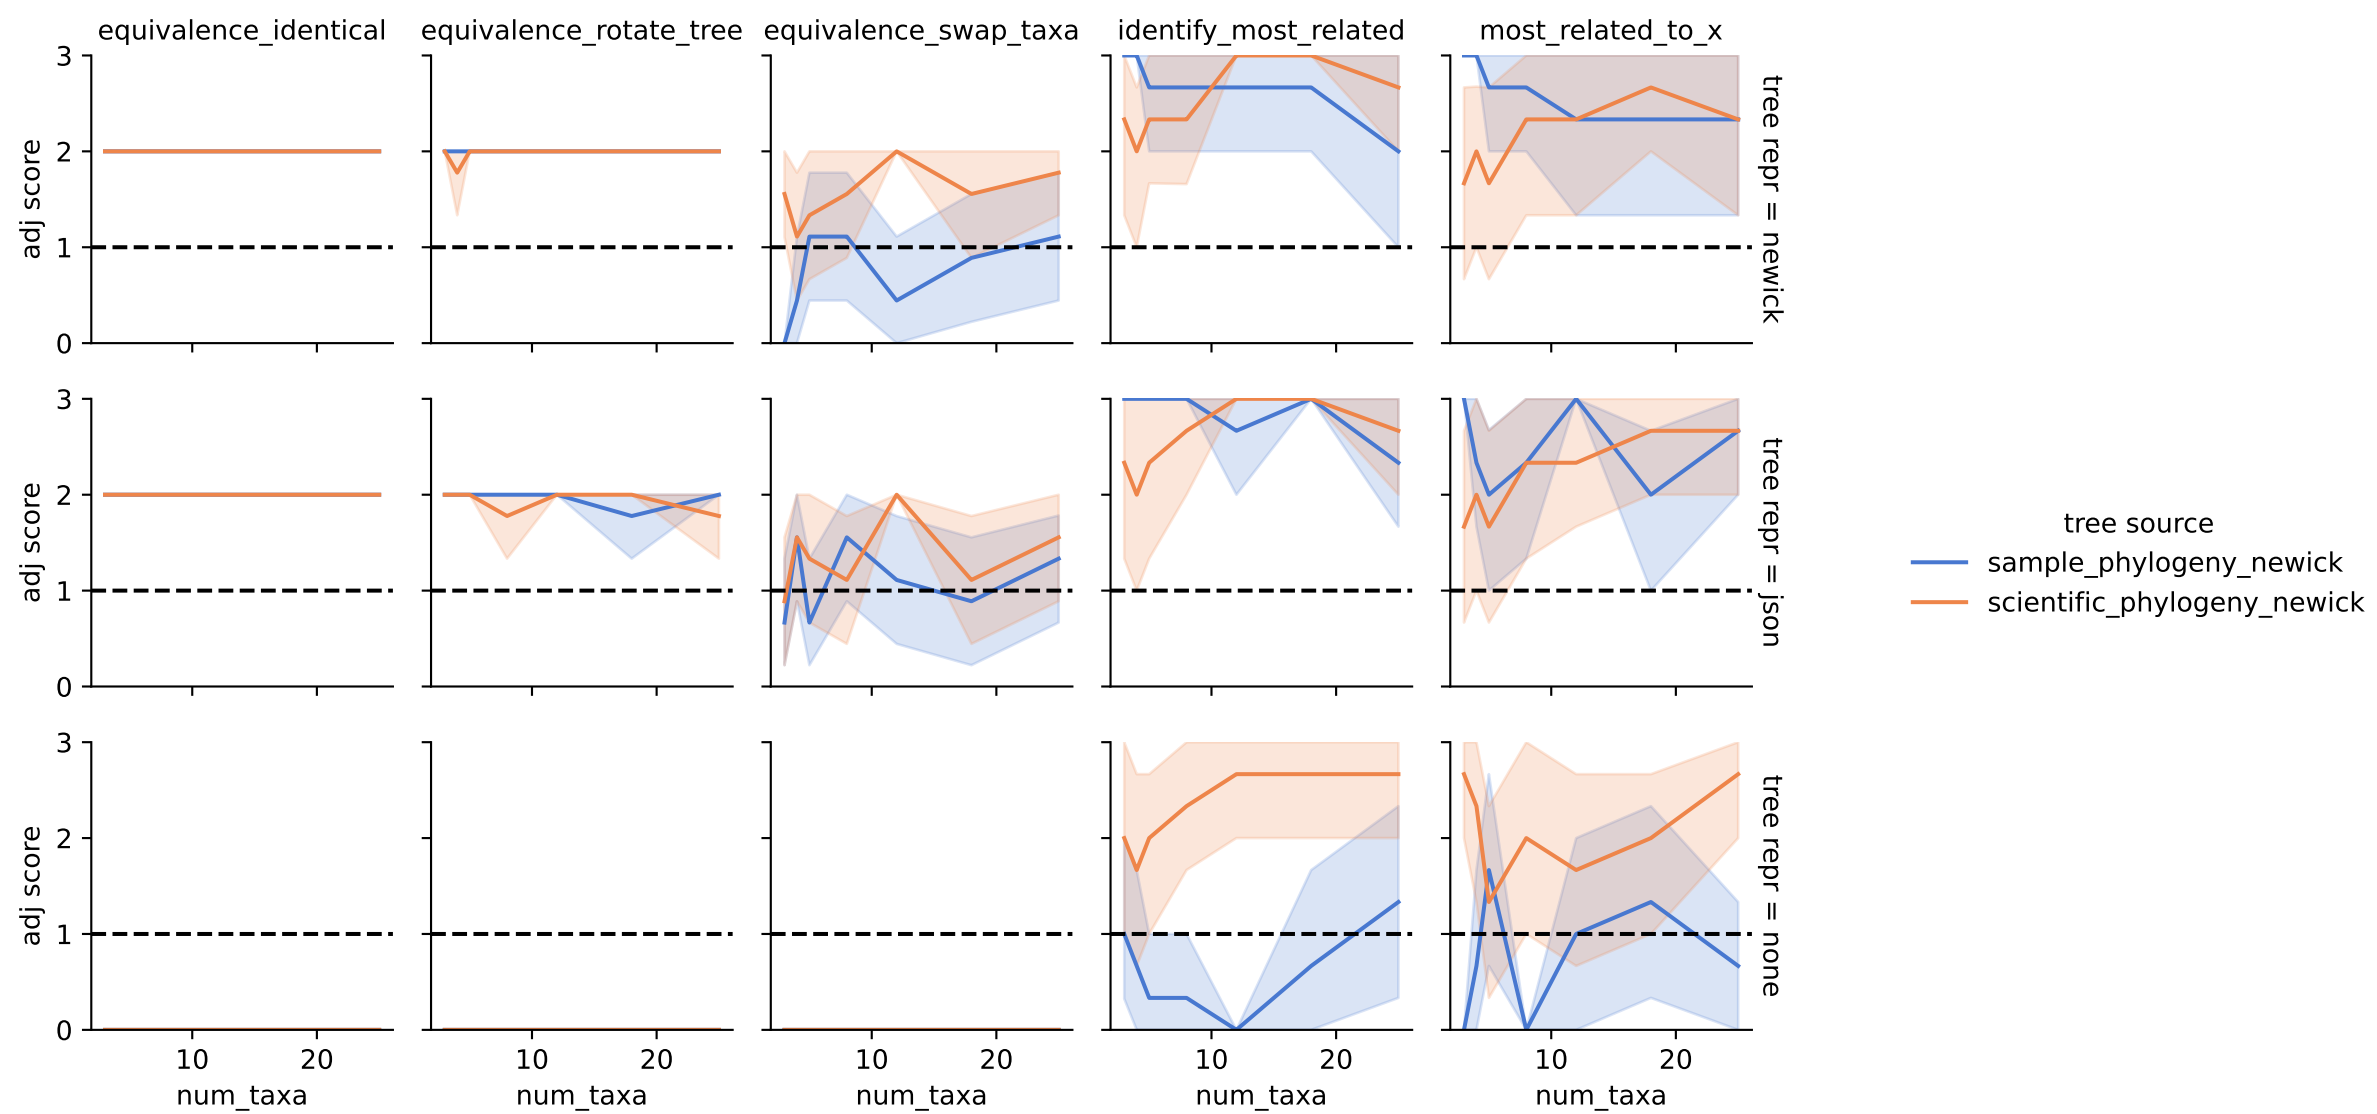 equivalence_identical equivalence_rotate_tree equivalence_swap_taxa identify_most_related most_related_to_x
3
2
1
0
adj score
tree repr = newick
3
2
1
0
adj score
tree repr = json
tree source
sample_phylogeny_newick
scientific_phylogeny_newick
3
2
1
0
adj score
tree repr = none
10 20 10 20 10 20 10 20 10 20
num_taxa num_taxa num_taxa num_taxa num_taxa